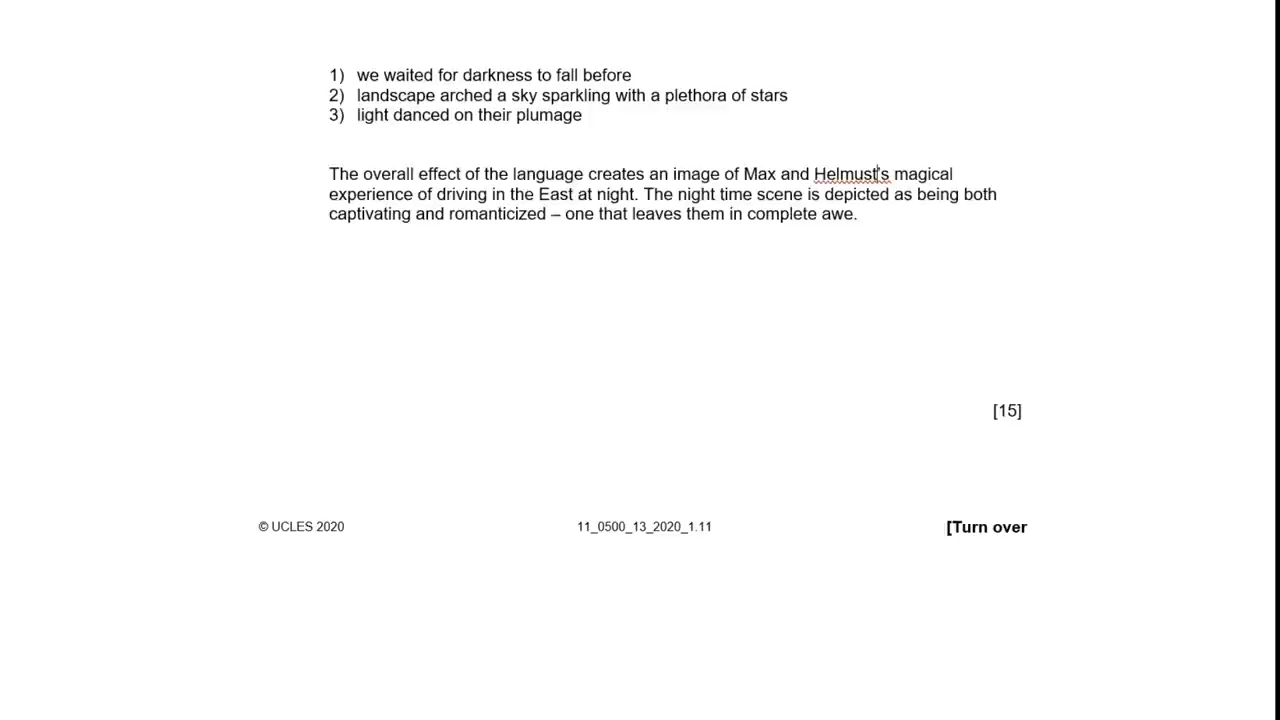 1) we waited for darkness to fall before
2) landscape arched a sky sparkling with a plethora of stars
3) light danced on their plumage
The overall effect of the language creates an image of Max and Helmust's magical
experience of driving in the East at night. The night time scene is depicted as being both
captivating and romanticized – one that leaves them in complete awe.
[15]
© UCLES 2020 11_0500_13_2020_1.11 [Turn over